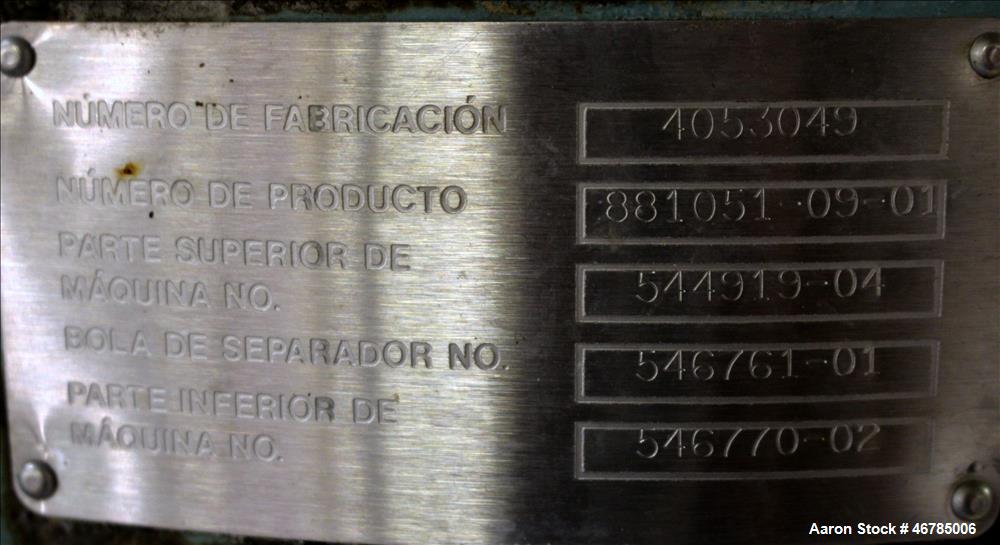 NÚMERO DE FABRICACIÓN 4053049
NÚMERO DE PRODUCTO 881051-09-01
PARTE SUPERIOR DE
MÁQUINA NO. 544919-04
BOLA DE SEPARADOR NO. 546761-01
PARTE INFERIOR DE
MÁQUINA NO. 546770-02
Aaron Stock # 46785006